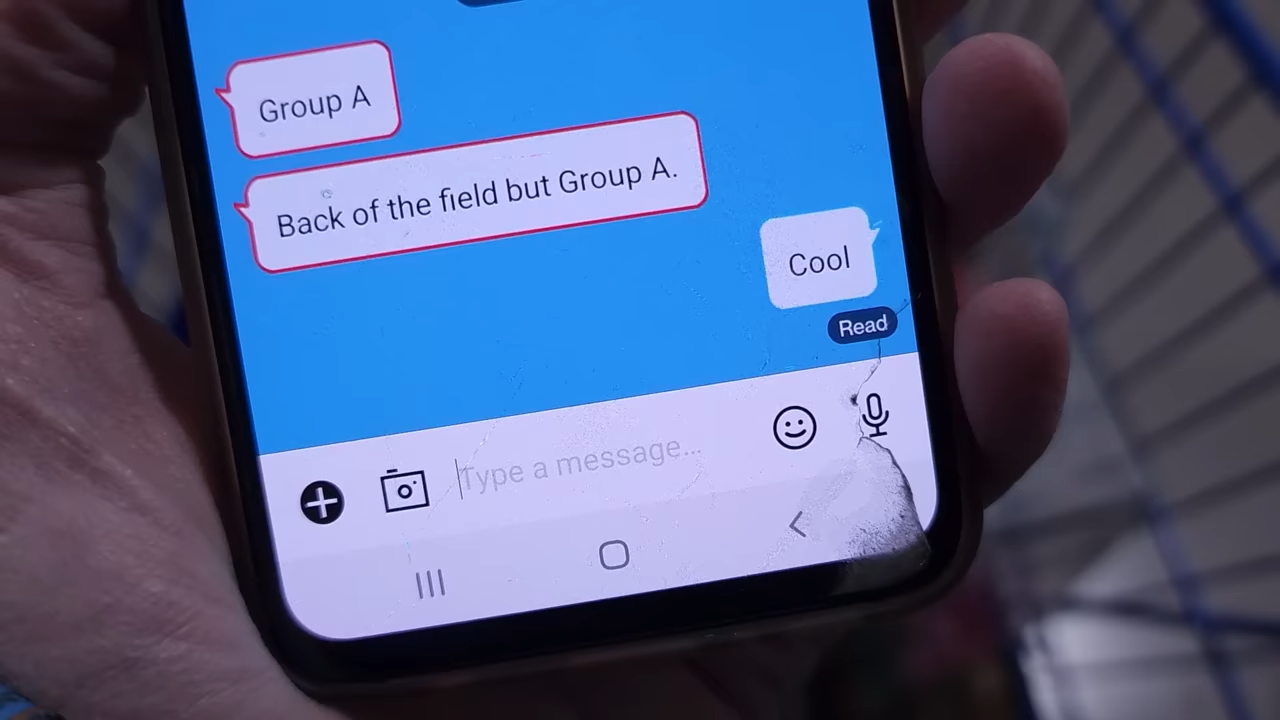 Group A
Back of the field but Group A.
Cool
Read
Type a message...